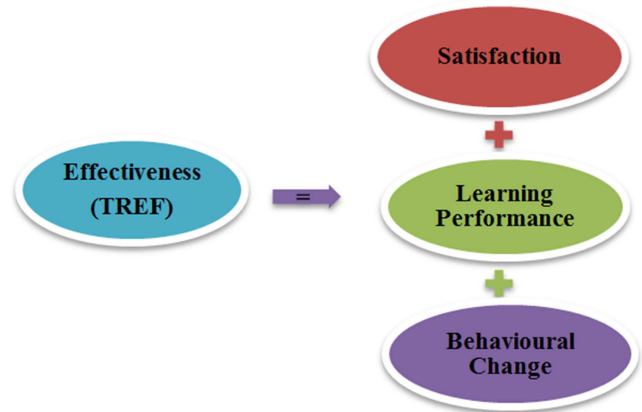 Satisfaction
Effectiveness
(TREF)
=
Learning
Performance
Behavioural
Change